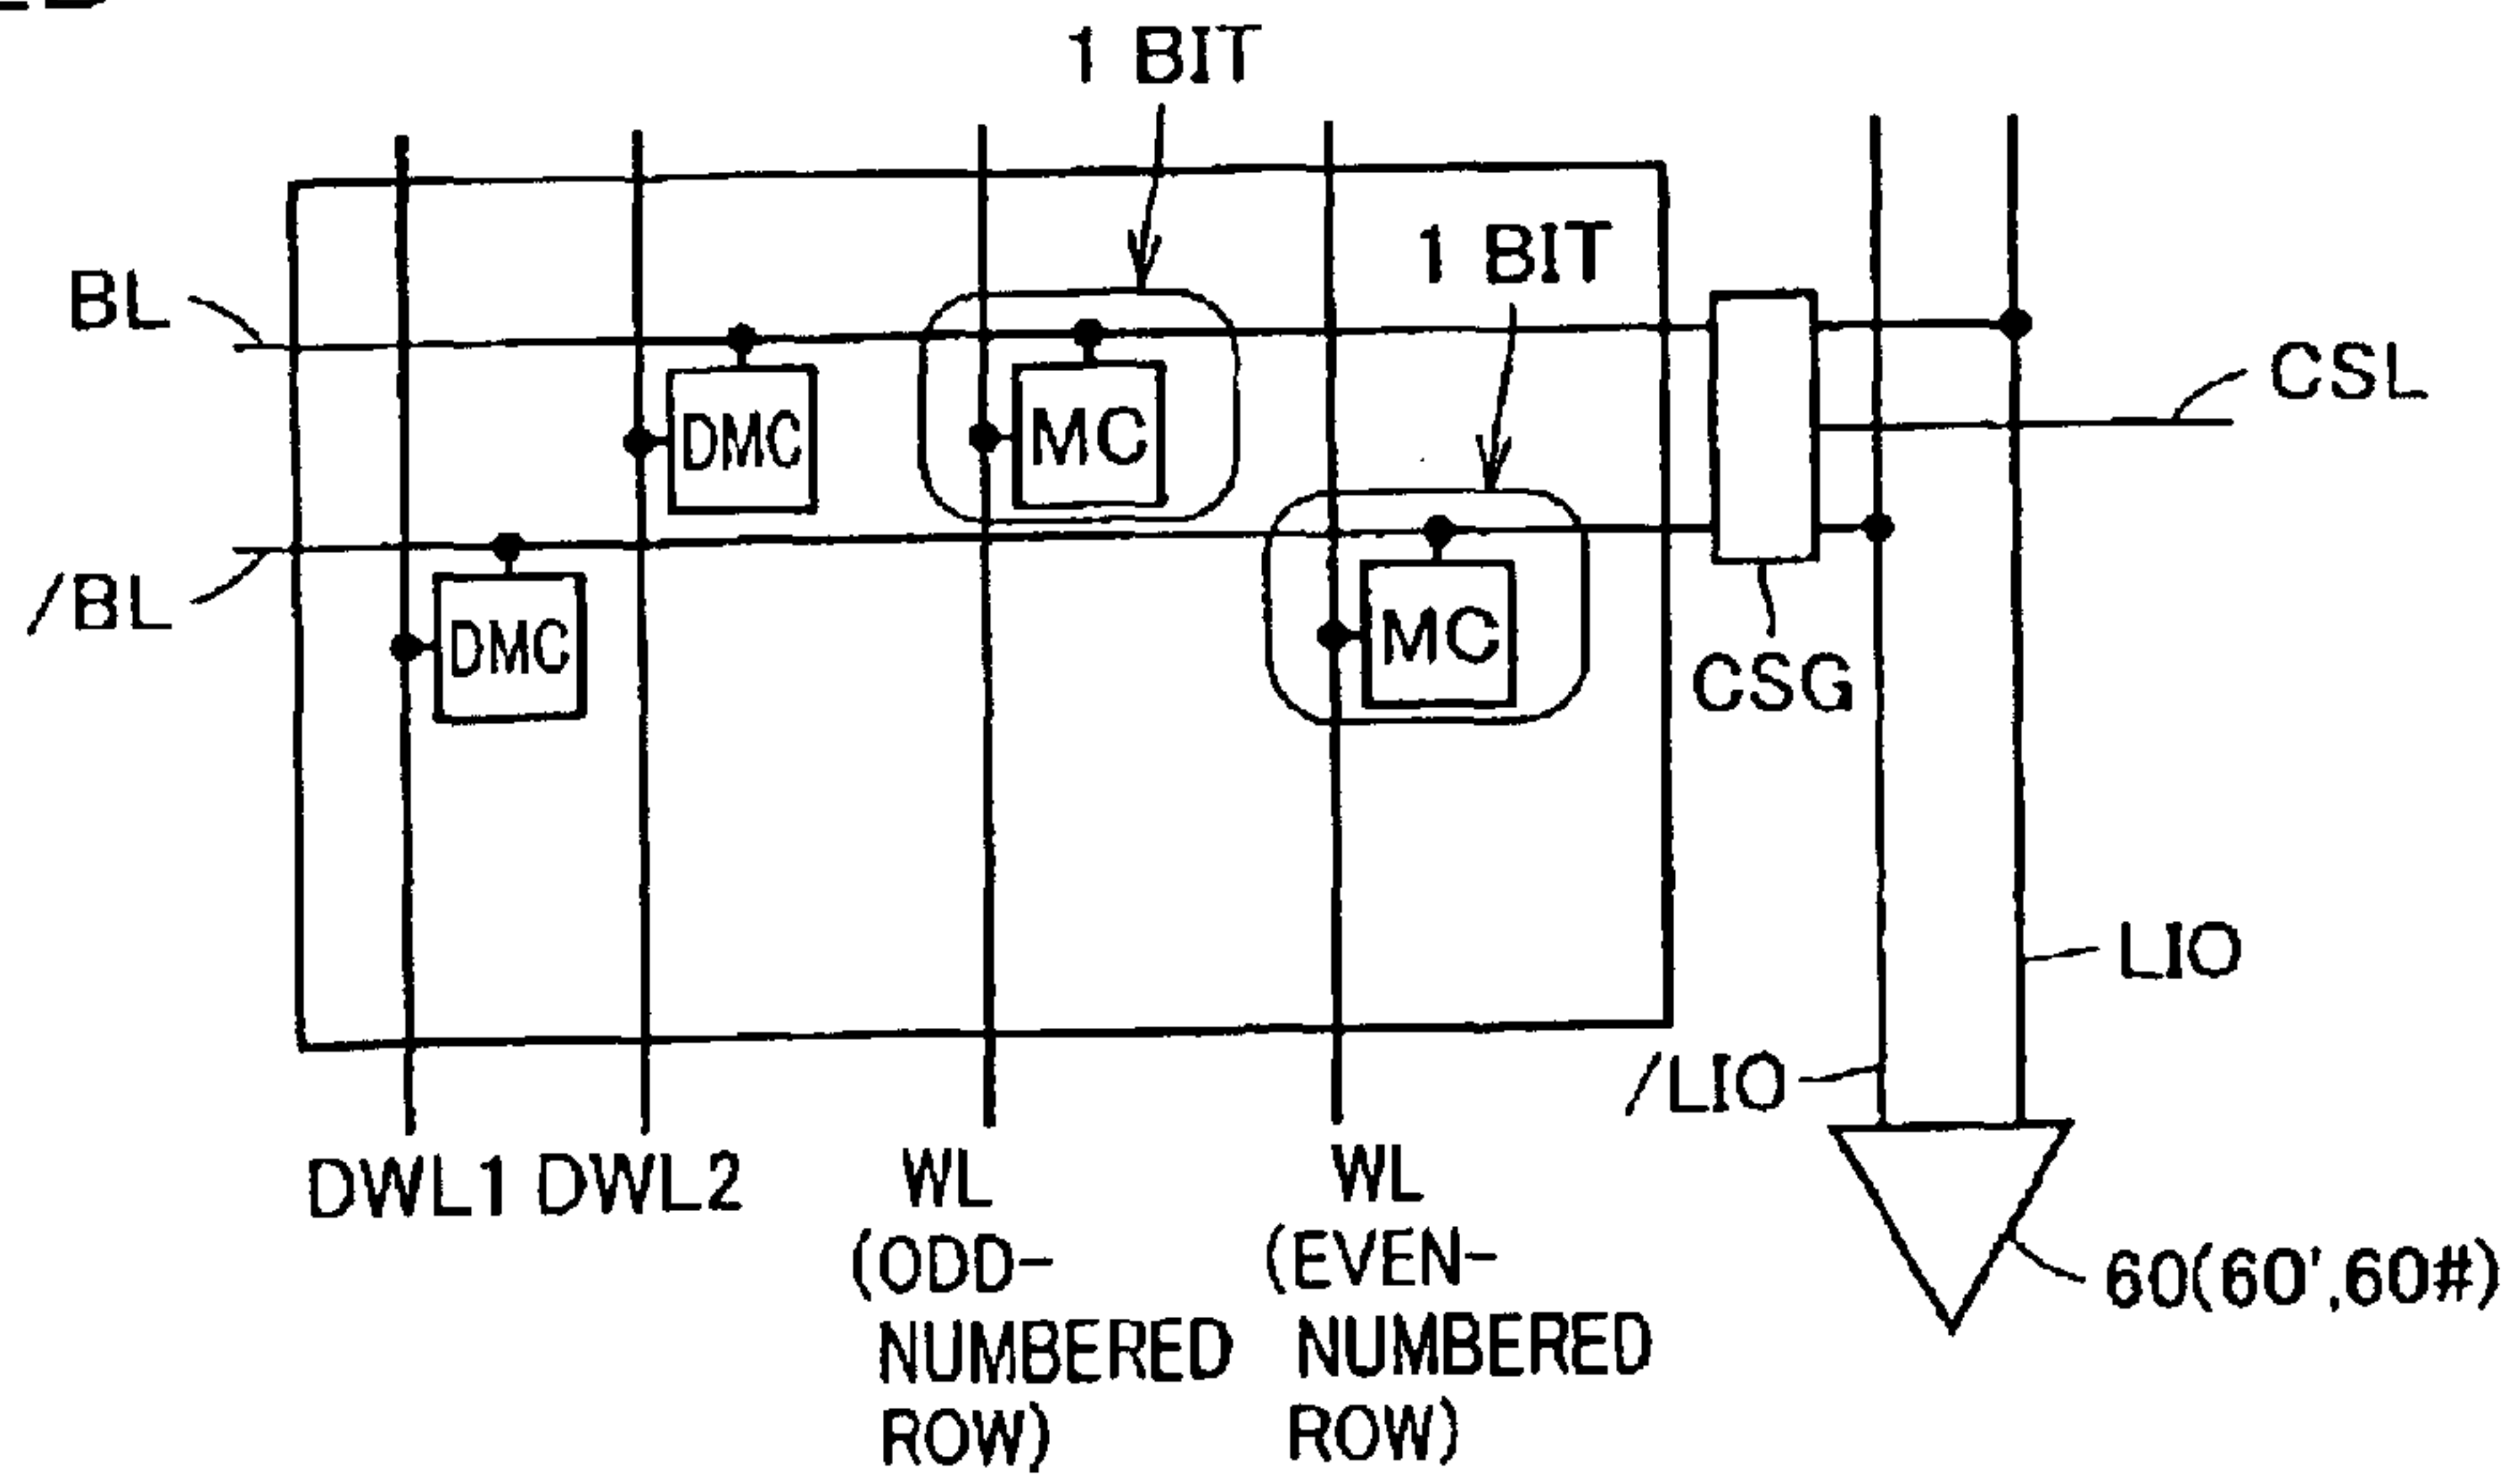 1 BIT
1 BIT
BL
CSL
DMC
MC
/BL
DMC
MC
CSG
LIO
/LIO
DWL1 DWL2
WL
(ODD-
NUMBERED
ROW)
WL
(EVEN-
NUMBERED
ROW)
60(60',60#)